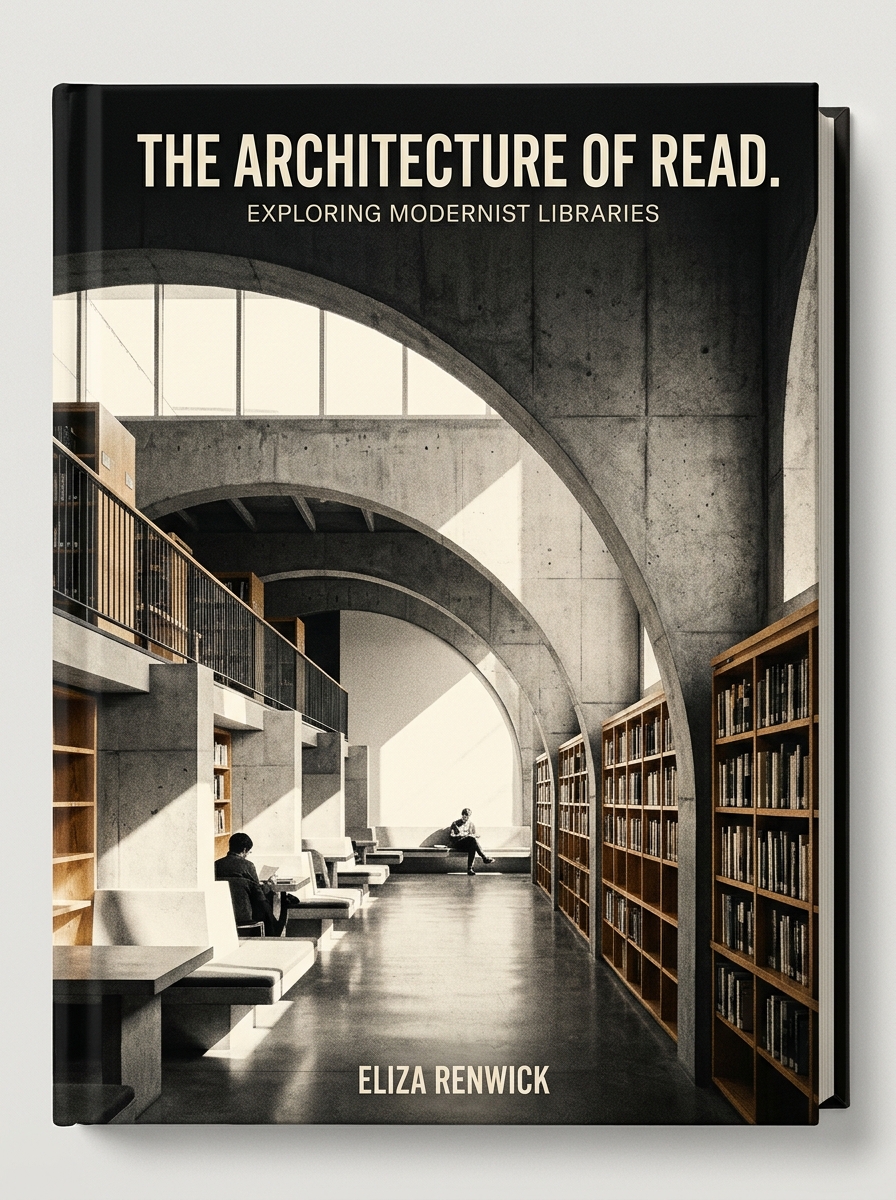 THE ARCHITECTURE OF READ.
EXPLORING MODERNIST LIBRARIES
ELIZA RENWICK